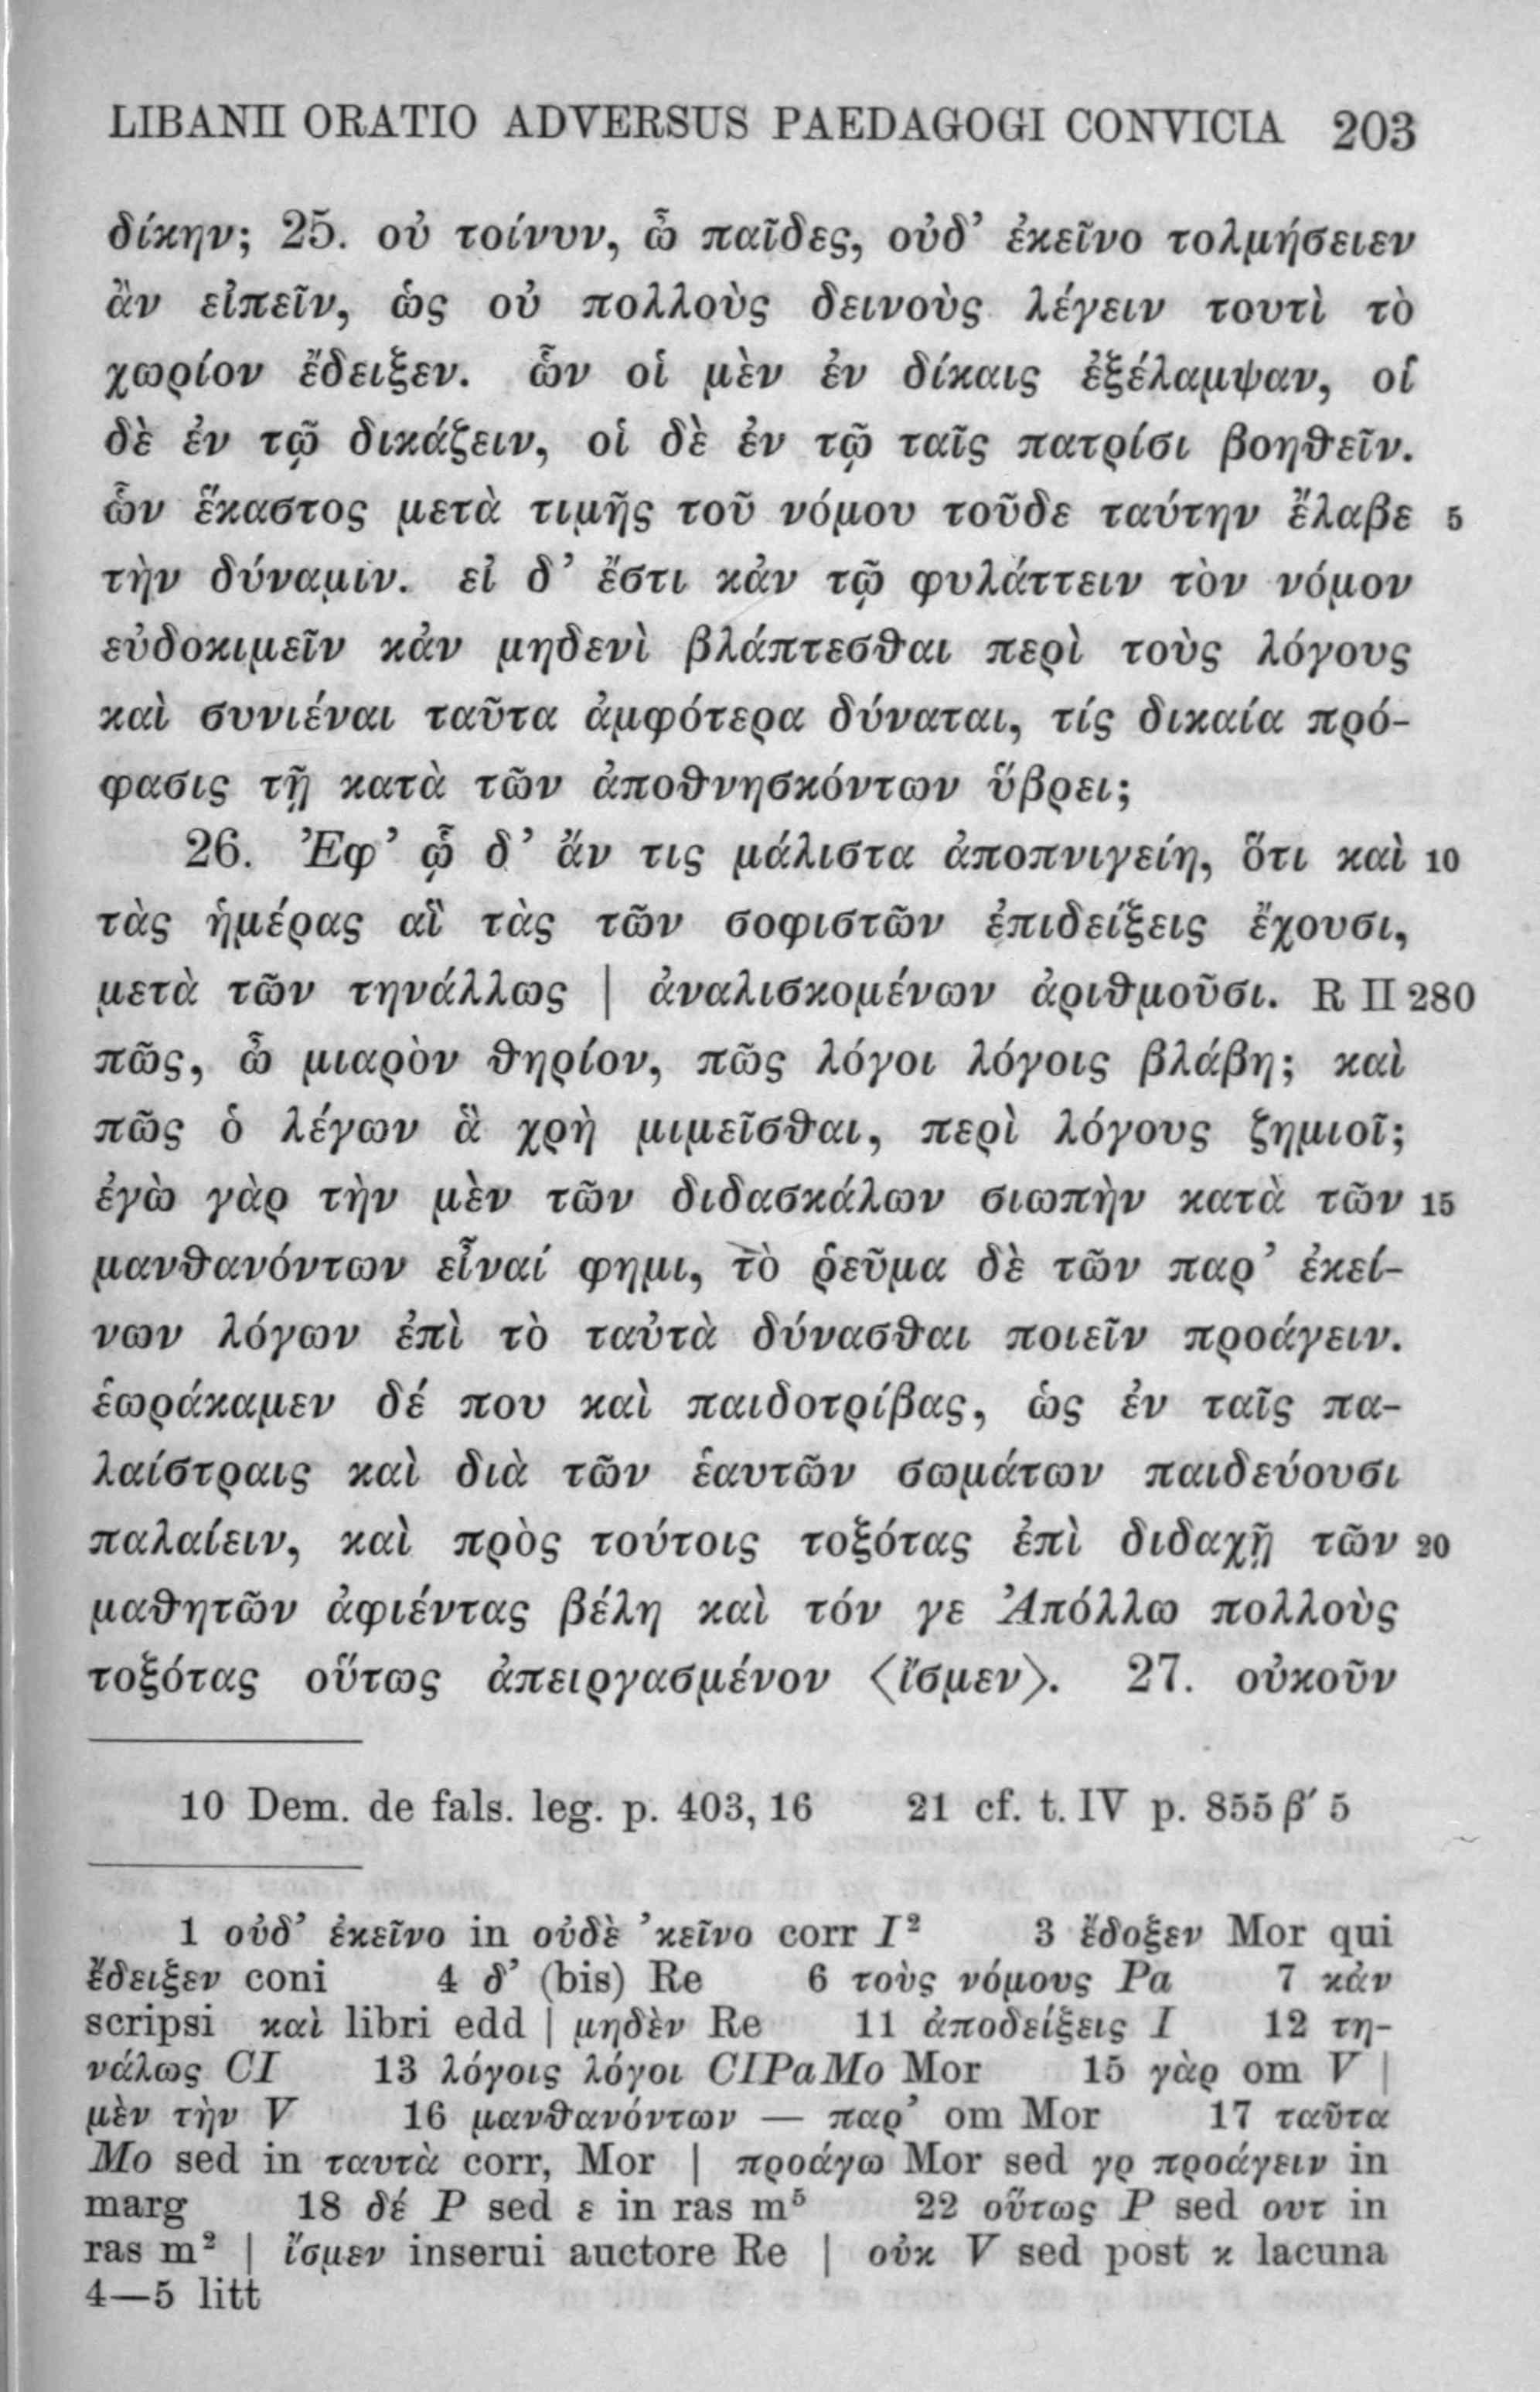 LIBANII ORATIO ADVERSUS PAEDAGOGI CONVICIA 203
δίκην; 25. οὐ τοίνυν, ὦ παῖδες, οὐδ’ ἐκεῖνο τολμήσειεν
ἂν εἰπεῖν, ὡς οὐ πολλοὺς δεινοὺς λέγειν τουτὶ τὸ
χωρίον ἔδειξεν. ὧν οἱ μὲν ἐν δίκαις ἐξέλαμψαν, οἱ
δὲ ἐν τῷ δικάζειν, οἱ δὲ ἐν τῷ ταῖς πατρίσι βοηθεῖν.
ὧν ἕκαστος μετὰ τιμῆς τοῦ νόμου τοῦδε ταύτην ἔλαβε 5
τὴν δύναμιν. εἰ δ’ ἔστι κἀν τῷ φυλάττειν τὸν νόμον
εὐδοκιμεῖν κἀν μηδενὶ βλάπτεσθαι περὶ τοὺς λόγους
καὶ συνιέναι ταῦτα ἀμφότερα δύναται, τίς δικαία πρό-
φασις τῇ κατὰ τῶν ἀποθνησκόντων ὕβρει;
26. Ἐφ’ ᾧ δ’ ἄν τις μάλιστα ἀποπνιγείη, ὅτι καὶ 10
τὰς ἡμέρας αἳ τὰς τῶν σοφιστῶν ἐπιδείξεις ἔχουσι,
μετὰ τῶν τηνάλλως | ἀναλισκομένων ἀριθμοῦσι. R II 280
πῶς, ὦ μιαρὸν θηρίον, πῶς λόγοι λόγοις βλάβη; καὶ
πῶς ὁ λέγων ἃ χρὴ μιμεῖσθαι, περὶ λόγους ζημιοῖ;
ἐγὼ γὰρ τὴν μὲν τῶν διδασκάλων σιωπὴν κατὰ τῶν 15
μανθανόντων εἶναί φημι, τὸ ῥεῦμα δὲ τῶν παρ’ ἐκεί-
νων λόγων ἐπὶ τὸ ταὐτὰ δύνασθαι ποιεῖν προάγειν.
ἑωράκαμεν δέ που καὶ παιδοτρίβας, ὡς ἐν ταῖς πα-
λαίστραις καὶ διὰ τῶν ἑαυτῶν σωμάτων παιδεύουσι
παλαίειν, καὶ πρὸς τούτοις τοξότας ἐπὶ διδαχῇ τῶν 20
μαθητῶν ἀφιέντας βέλη καὶ τόν γε Ἀπόλλω πολλοὺς
τοξότας οὕτως ἀπειργασμένον ⟨ἴσμεν⟩. 27. οὐκοῦν
10 Dem. de fals. leg. p. 403, 16 21 cf. t. IV p. 855 β′ 5
1 οὐδ’ ἐκεῖνο in οὐδὲ ’κεῖνο corr I² 3 ἔδοξεν Mor qui
ἔδειξεν coni 4 δ’ (bis) Re 6 τοὺς νόμους Pa 7 κἀν
scripsi καὶ libri edd | μηδὲν Re 11 ἀποδείξεις I 12 τη-
νάλως CI 13 λόγοις λόγοι CIPaMo Mor 15 γὰρ om V |
μὲν τὴν V 16 μανθανόντων — παρ’ om Mor 17 ταῦτα
Mo sed in ταυτὰ corr, Mor | προάγω Mor sed γρ προάγειν in
marg 18 δέ P sed ε in ras m⁵ 22 οὕτως P sed ουτ in
ras m² | ἴσμεν inserui auctore Re | οὐκ V sed post κ lacuna
4—5 litt